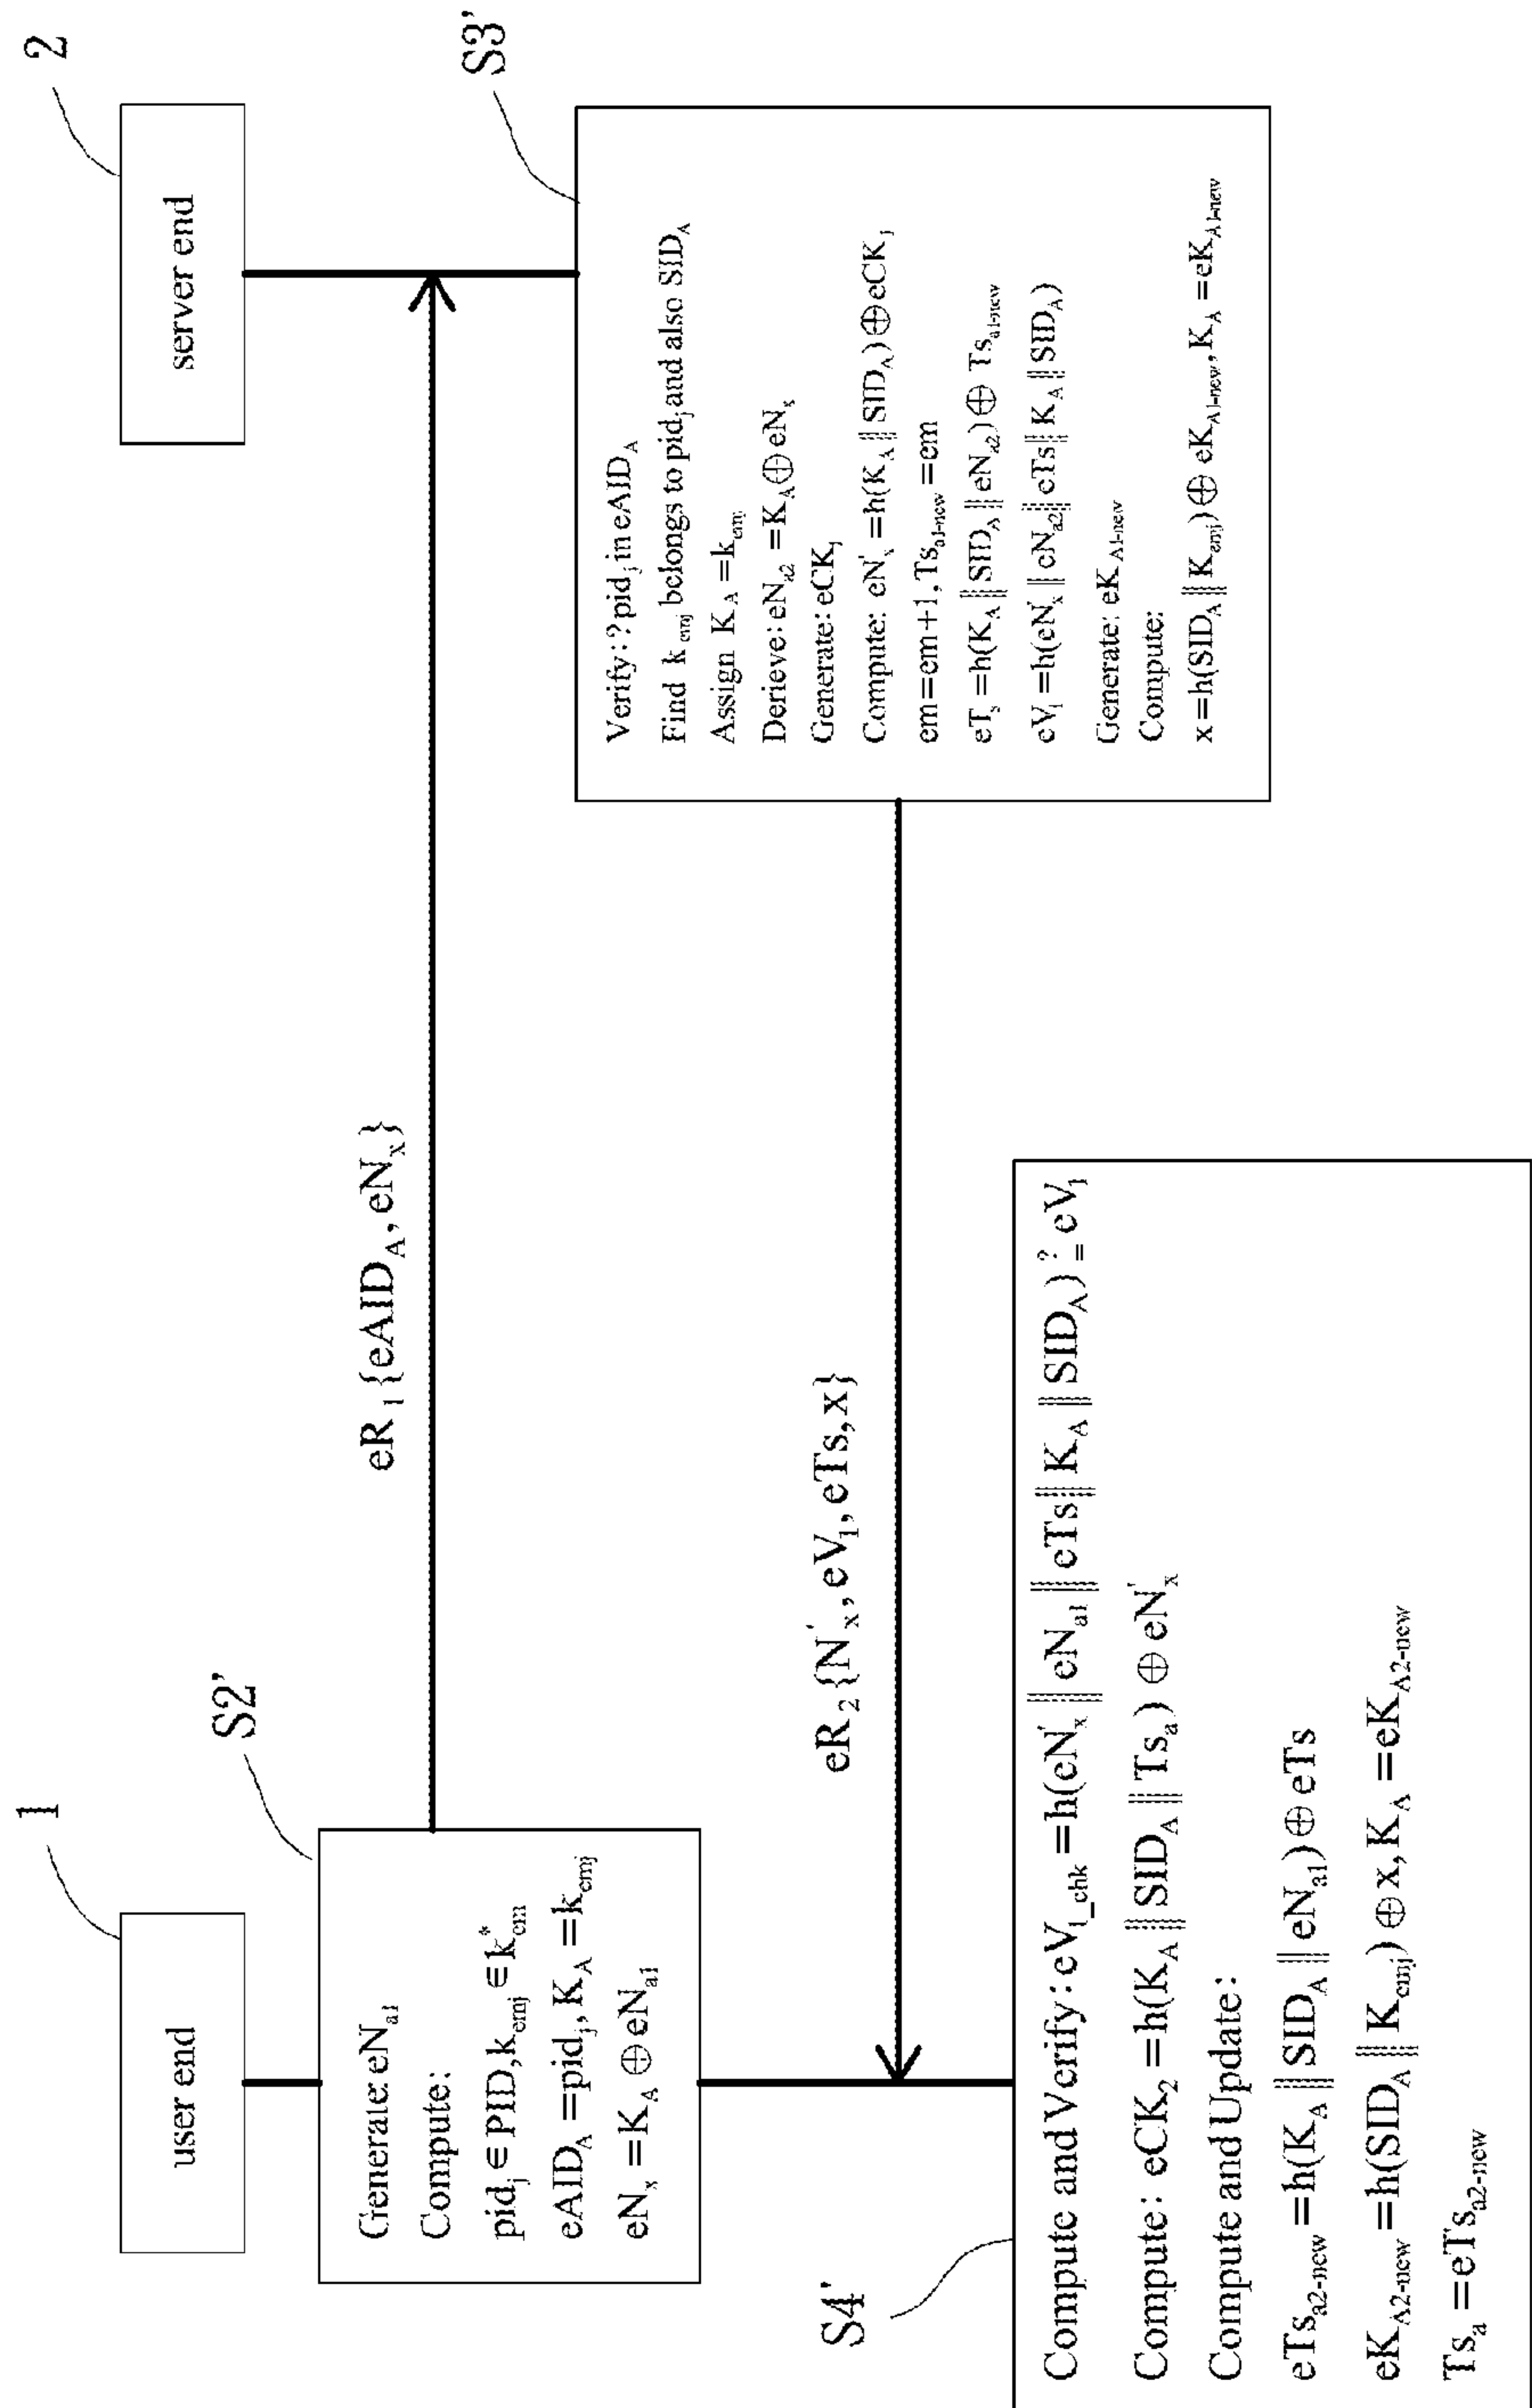 1
user end
2
server end
S2'
Generate: eN_a1
Compute:
pid_j ∈ PID, k_emj ∈ k*_em
eAID_A = pid_j, K_A = k_emj
eN_x = K_A ⊕ eN_a1
eR_1 {eAID_A, eN_x}
S3'
Verify: ? pid_j in eAID_A
Find k_emj belongs to pid_j and also SID_A
Assign K_A = k_emj
Derieve: eN_a2 = K_A ⊕ eN_x
Generate: eCK_j
Compute: eN'_x = h(K_A || SID_A) ⊕ eCK_j
em = em+1, Ts_a1-new = em
eT_s = h(K_A || SID_A || eN_a2) ⊕ Ts_a1-new
eV_1 = h(eN'_x || eN_a2 || eTs || K_A || SID_A)
Generate: eK_A1-new
Compute:
x = h(SID_A || K_emj) ⊕ eK_A1-new, K_A = eK_A1-new
eR_2 {N'_x, eV_1, eTs, x}
S4'
Compute and Verify: eV_1_chk = h(eN'_x || eN_a1 || eTs || K_A || SID_A) ?= eV_1
Compute: eCK_2 = h(K_A || SID_A || Ts_a) ⊕ eN'_x
Compute and Update:
eTs_a2-new = h(K_A || SID_A || eN_a1) ⊕ eTs
eK_A2-new = h(SID_A || K_emj) ⊕ x, K_A = eK_A2-new
Ts_a = eTs_a2-new